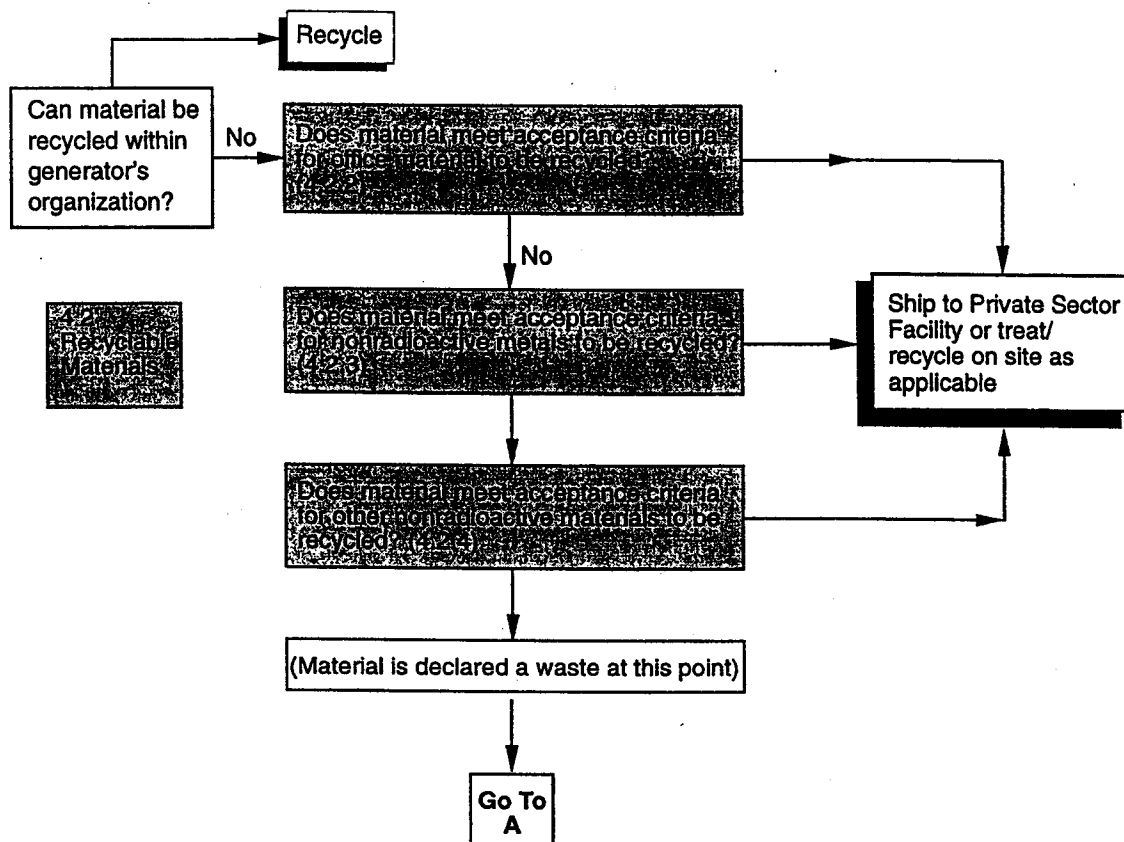 Recycle
Can material be
recycled within
generator's
organization?
No
Does material meet acceptance criteria
for office material to be recycled
(4.2.2)
No
4.2
Recyclable
Materials
Does material meet acceptance criteria
for nonradioactive metals to be recycled?
(4.2.3)
Ship to Private Sector
Facility or treat/
recycle on site as
applicable
Does material meet acceptance criteria
for other nonradioactive materials to be
recycled? (4.2.4)
(Material is declared a waste at this point)
Go To
A